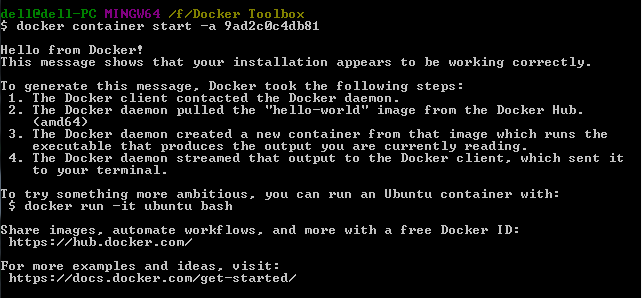 dell@dell-PC MINGW64 /f/Docker Toolbox
$ docker container start -a 9ad2c0c4db81
Hello from Docker!
This message shows that your installation appears to be working correctly.
To generate this message, Docker took the following steps:
1. The Docker client contacted the Docker daemon.
2. The Docker daemon pulled the "hello-world" image from the Docker Hub.
(amd64)
3. The Docker daemon created a new container from that image which runs the
executable that produces the output you are currently reading.
4. The Docker daemon streamed that output to the Docker client, which sent it
to your terminal.
To try something more ambitious, you can run an Ubuntu container with:
$ docker run -it ubuntu bash
Share images, automate workflows, and more with a free Docker ID:
https://hub.docker.com/
For more examples and ideas, visit:
https://docs.docker.com/get-started/